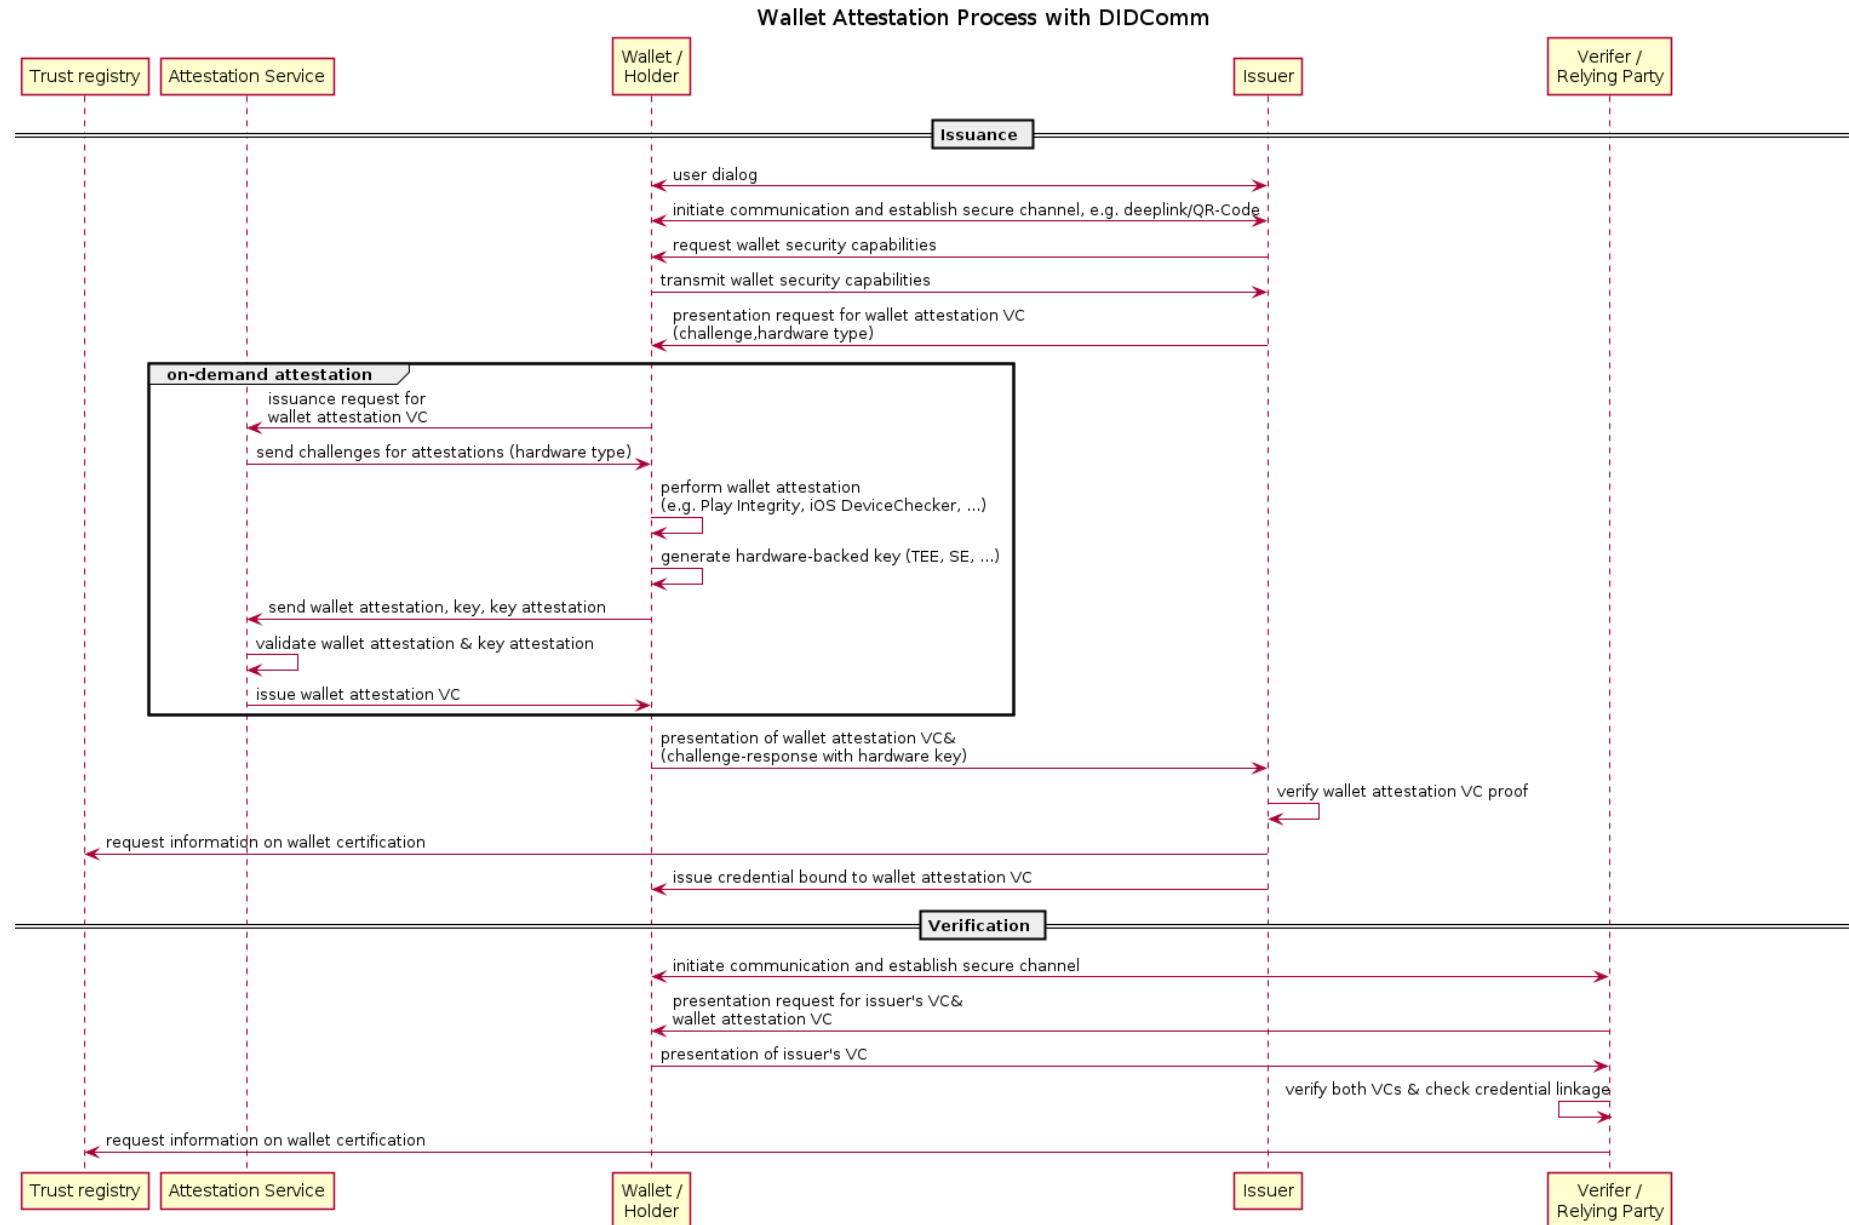 Wallet Attestation Process with DIDComm
Trust registry
Attestation Service
Wallet /
Holder
Issuer
Verifer /
Relying Party
Issuance
user dialog
initiate communication and establish secure channel, e.g. deeplink/QR-Code
request wallet security capabilities
transmit wallet security capabilities
presentation request for wallet attestation VC
(challenge,hardware type)
on-demand attestation
issuance request for
wallet attestation VC
send challenges for attestations (hardware type)
perform wallet attestation
(e.g. Play Integrity, iOS DeviceChecker, ...)
generate hardware-backed key (TEE, SE, ...)
send wallet attestation, key, key attestation
validate wallet attestation & key attestation
issue wallet attestation VC
presentation of wallet attestation VC&
(challenge-response with hardware key)
verify wallet attestation VC proof
request information on wallet certification
issue credential bound to wallet attestation VC
Verification
initiate communication and establish secure channel
presentation request for issuer's VC&
wallet attestation VC
presentation of issuer's VC
verify both VCs & check credential linkage
request information on wallet certification
Trust registry
Attestation Service
Wallet /
Holder
Issuer
Verifer /
Relying Party